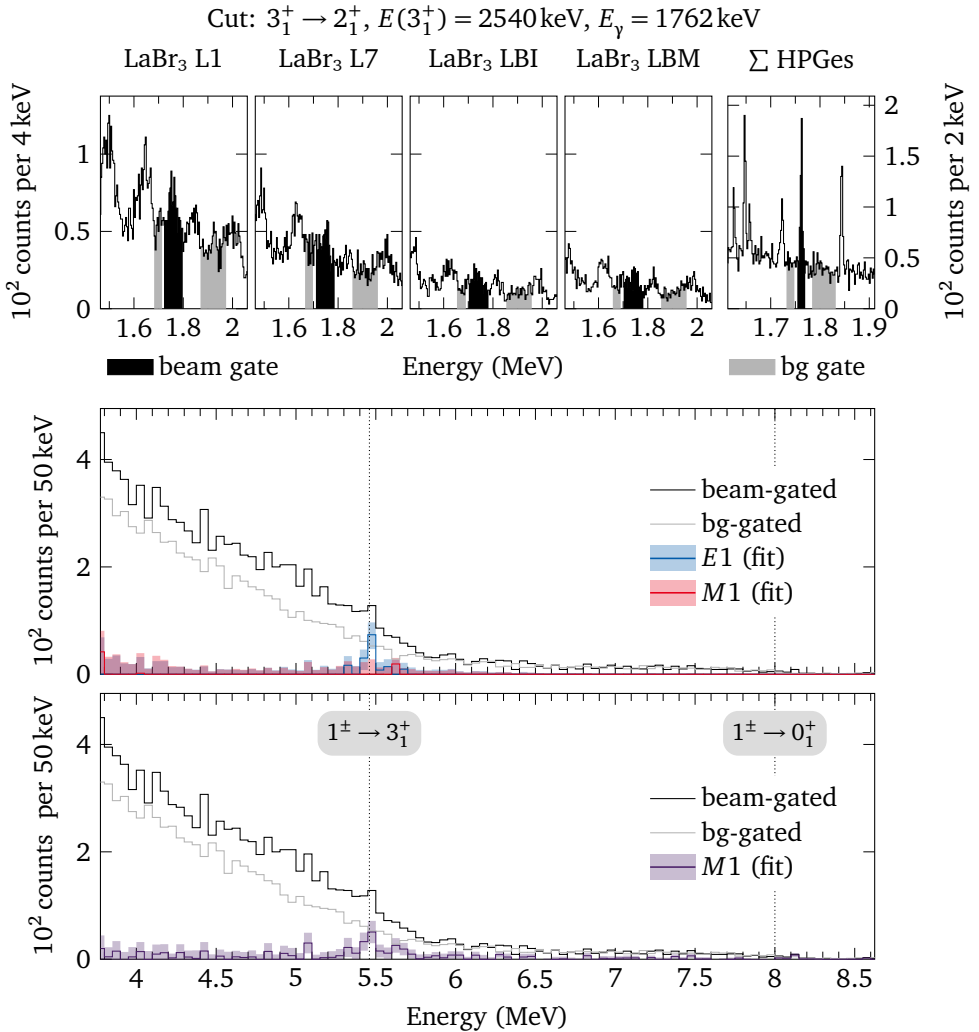 Cut: 3₁⁺ → 2₁⁺, E(3₁⁺) = 2540 keV, Eᵧ = 1762 keV
LaBr₃ L1 LaBr₃ L7 LaBr₃ LBI LaBr₃ LBM ∑ HPGes
10² counts per 4 keV
1
0.5
0
2
1.5
1
0.5
0
10² counts per 2 keV
1.6 1.8 2 1.6 1.8 2 1.6 1.8 2 1.6 1.8 2 1.7 1.8 1.9
beam gate Energy (MeV) bg gate
10² counts per 50 keV
4
2
0
beam-gated
bg-gated
E1 (fit)
M1 (fit)
10² counts per 50 keV
4
2
0
1± → 3₁⁺ 1± → 0₁⁺
beam-gated
bg-gated
M1 (fit)
4 4.5 5 5.5 6 6.5 7 7.5 8 8.5
Energy (MeV)